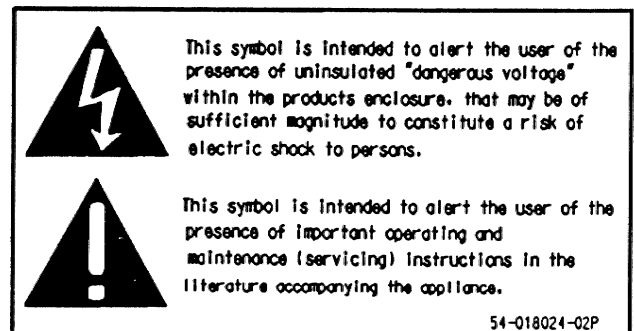 This symbol is intended to alert the user of the
presence of uninsulated "dangerous voltage"
within the products enclosure. that may be of
sufficient magnitude to constitute a risk of
electric shock to persons.
This symbol is intended to alert the user of the
presence of important operating and
maintenance (servicing) instructions in the
literature accompanying the appliance.
54-018024-02P